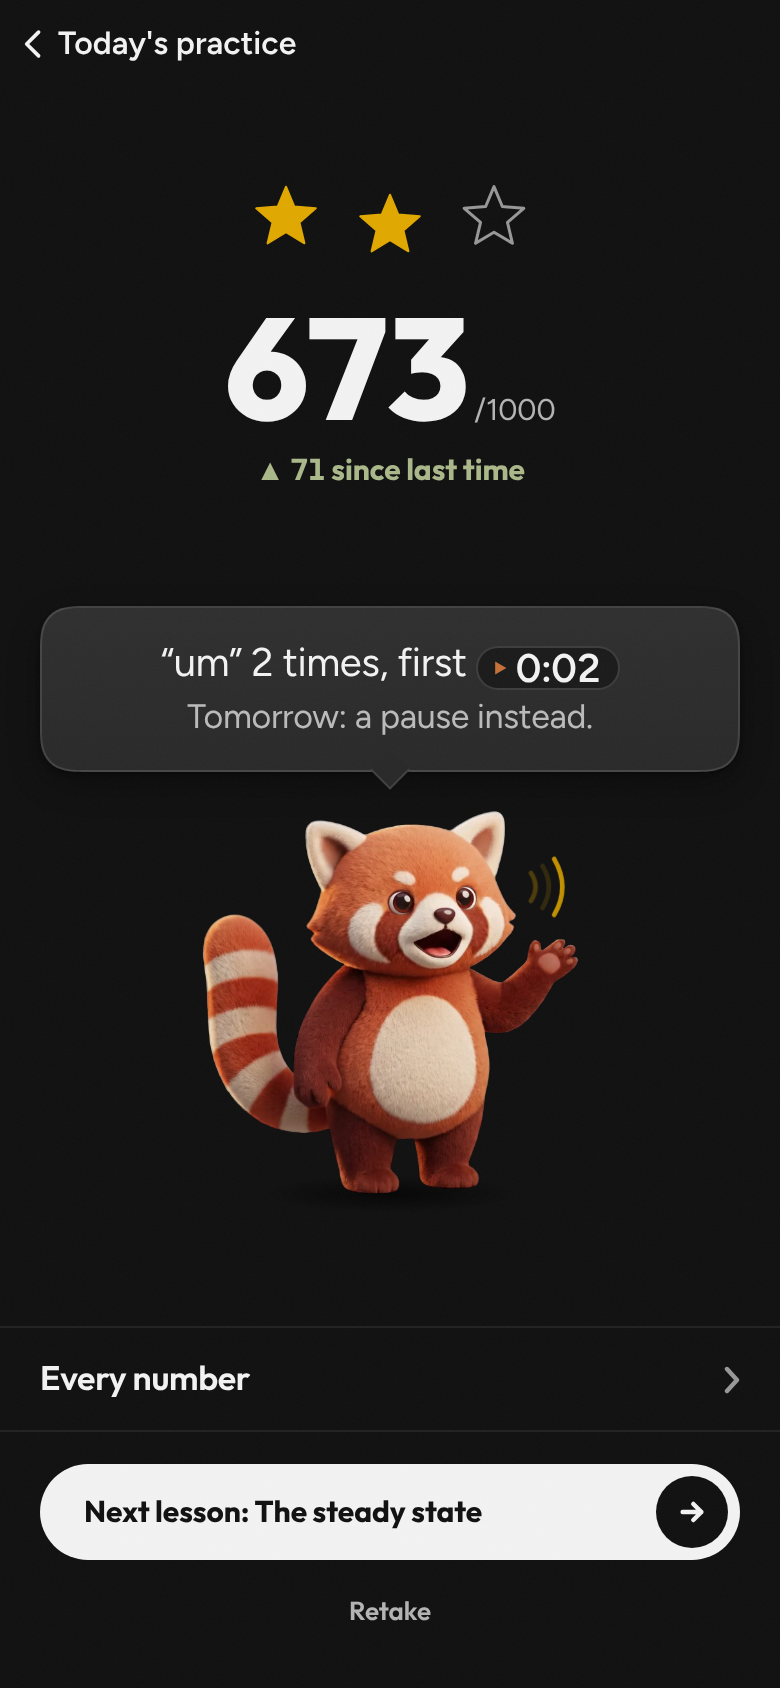 Today's practice
673/1000
▲ 71 since last time
“um” 2 times, first ▶ 0:02
Tomorrow: a pause instead.
Every number
Next lesson: The steady state
Retake